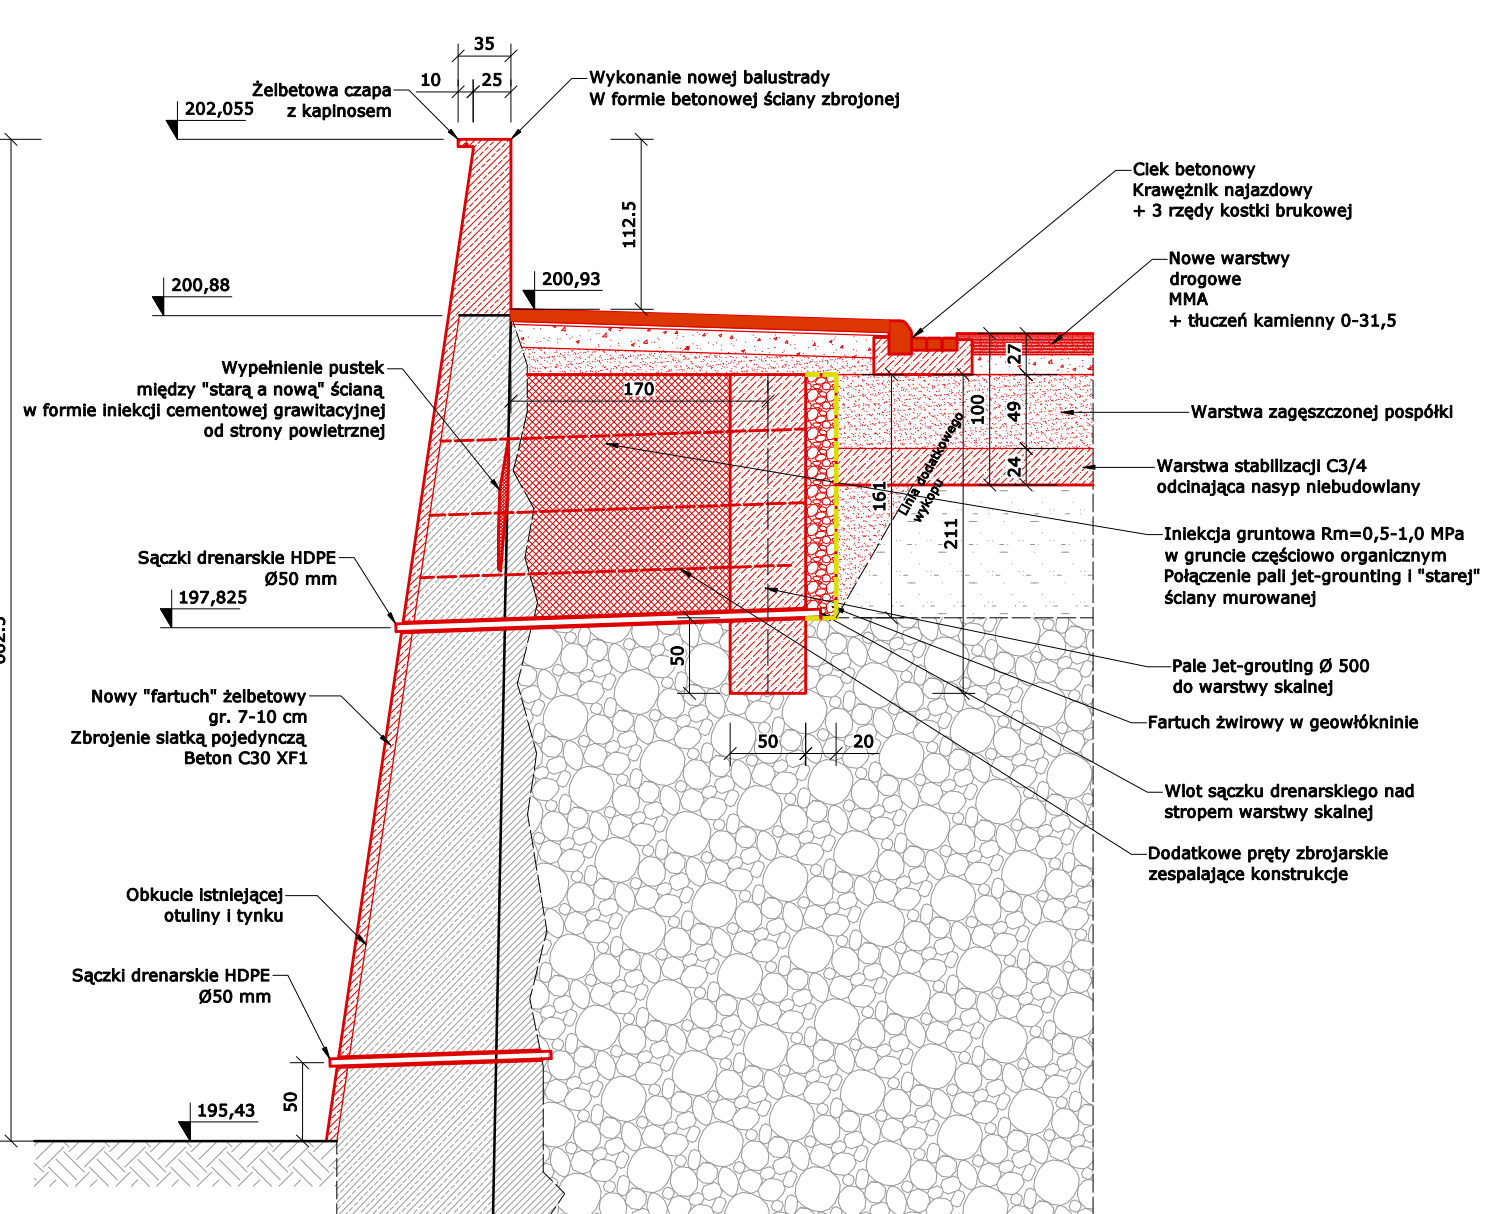 35
10
25
Żelbetowa czapa
z kapinosem
202,055
Wykonanie nowej balustrady
W formie betonowej ściany zbrojonej
112.5
Ciek betonowy
Krawężnik najazdowy
+ 3 rzędy kostki brukowej
200,88
200,93
Nowe warstwy
drogowe
MMA
+ tłuczeń kamienny 0-31,5
27
Wypełnienie pustek
między "starą a nową" ścianą
w formie iniekcji cementowej grawitacyjnej
od strony powietrznej
170
100
49
24
Warstwa zagęszczonej pospółki
Warstwa stabilizacji C3/4
odcinająca nasyp niebudowlany
161
Linia dodatkowego
wykopu
211
Iniekcja gruntowa Rm=0,5-1,0 MPa
w gruncie częściowo organicznym
Połączenie pali jet-grounting i "starej"
ściany murowanej
Sączki drenarskie HDPE
Ø50 mm
197,825
50
Pale Jet-grouting Ø 500
do warstwy skalnej
Fartuch żwirowy w geowłókninie
Nowy "fartuch" żelbetowy
gr. 7-10 cm
Zbrojenie siatką pojedynczą
Beton C30 XF1
50
20
Wlot sączku drenarskiego nad
stropem warstwy skalnej
Dodatkowe pręty zbrojarskie
zespalające konstrukcje
Obkucie istniejącej
otuliny i tynku
Sączki drenarskie HDPE
Ø50 mm
50
195,43